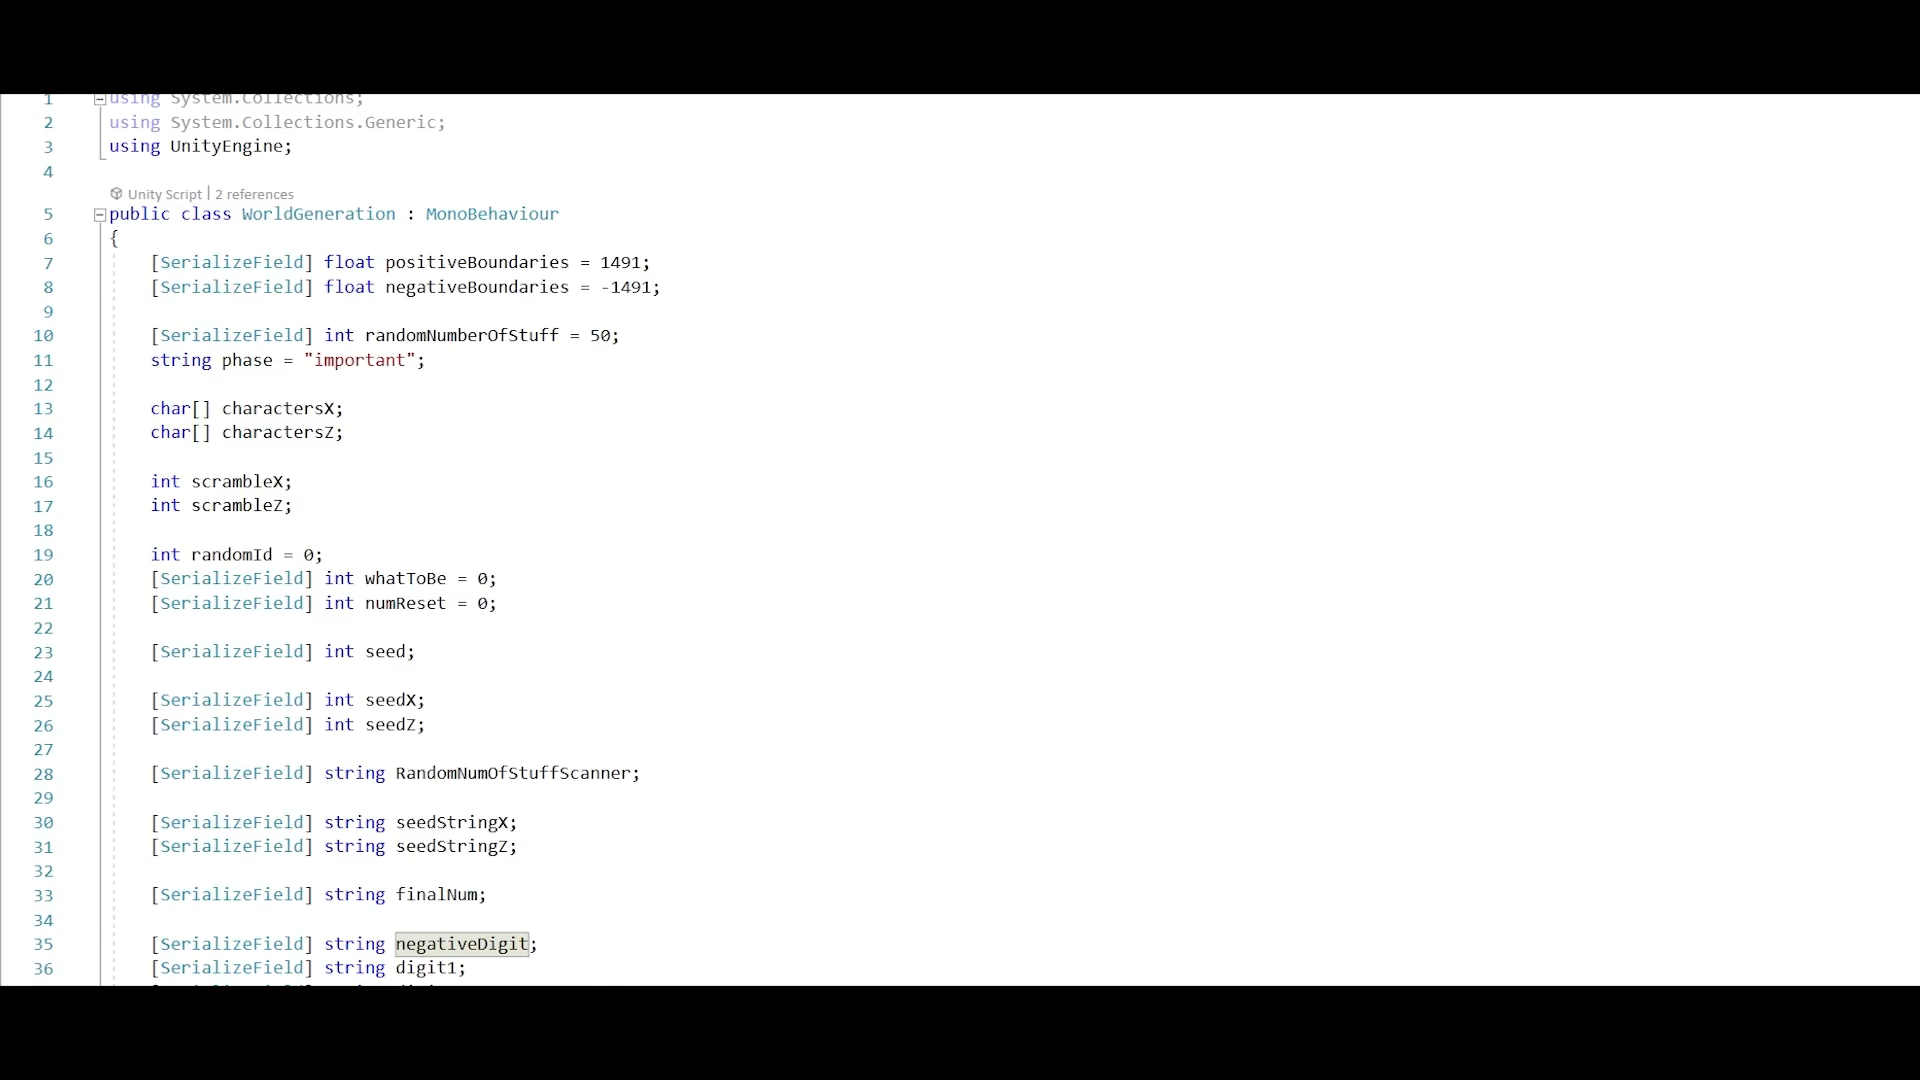 1 using System.Collections;
2 using System.Collections.Generic;
3 using UnityEngine;
4
Unity Script | 2 references
5 public class WorldGeneration : MonoBehaviour
6 {
7 [SerializeField] float positiveBoundaries = 1491;
8 [SerializeField] float negativeBoundaries = -1491;
9
10 [SerializeField] int randomNumberOfStuff = 50;
11 string phase = "important";
12
13 char[] charactersX;
14 char[] charactersZ;
15
16 int scrambleX;
17 int scrambleZ;
18
19 int randomId = 0;
20 [SerializeField] int whatToBe = 0;
21 [SerializeField] int numReset = 0;
22
23 [SerializeField] int seed;
24
25 [SerializeField] int seedX;
26 [SerializeField] int seedZ;
27
28 [SerializeField] string RandomNumOfStuffScanner;
29
30 [SerializeField] string seedStringX;
31 [SerializeField] string seedStringZ;
32
33 [SerializeField] string finalNum;
34
35 [SerializeField] string negativeDigit;
36 [SerializeField] string digit1;